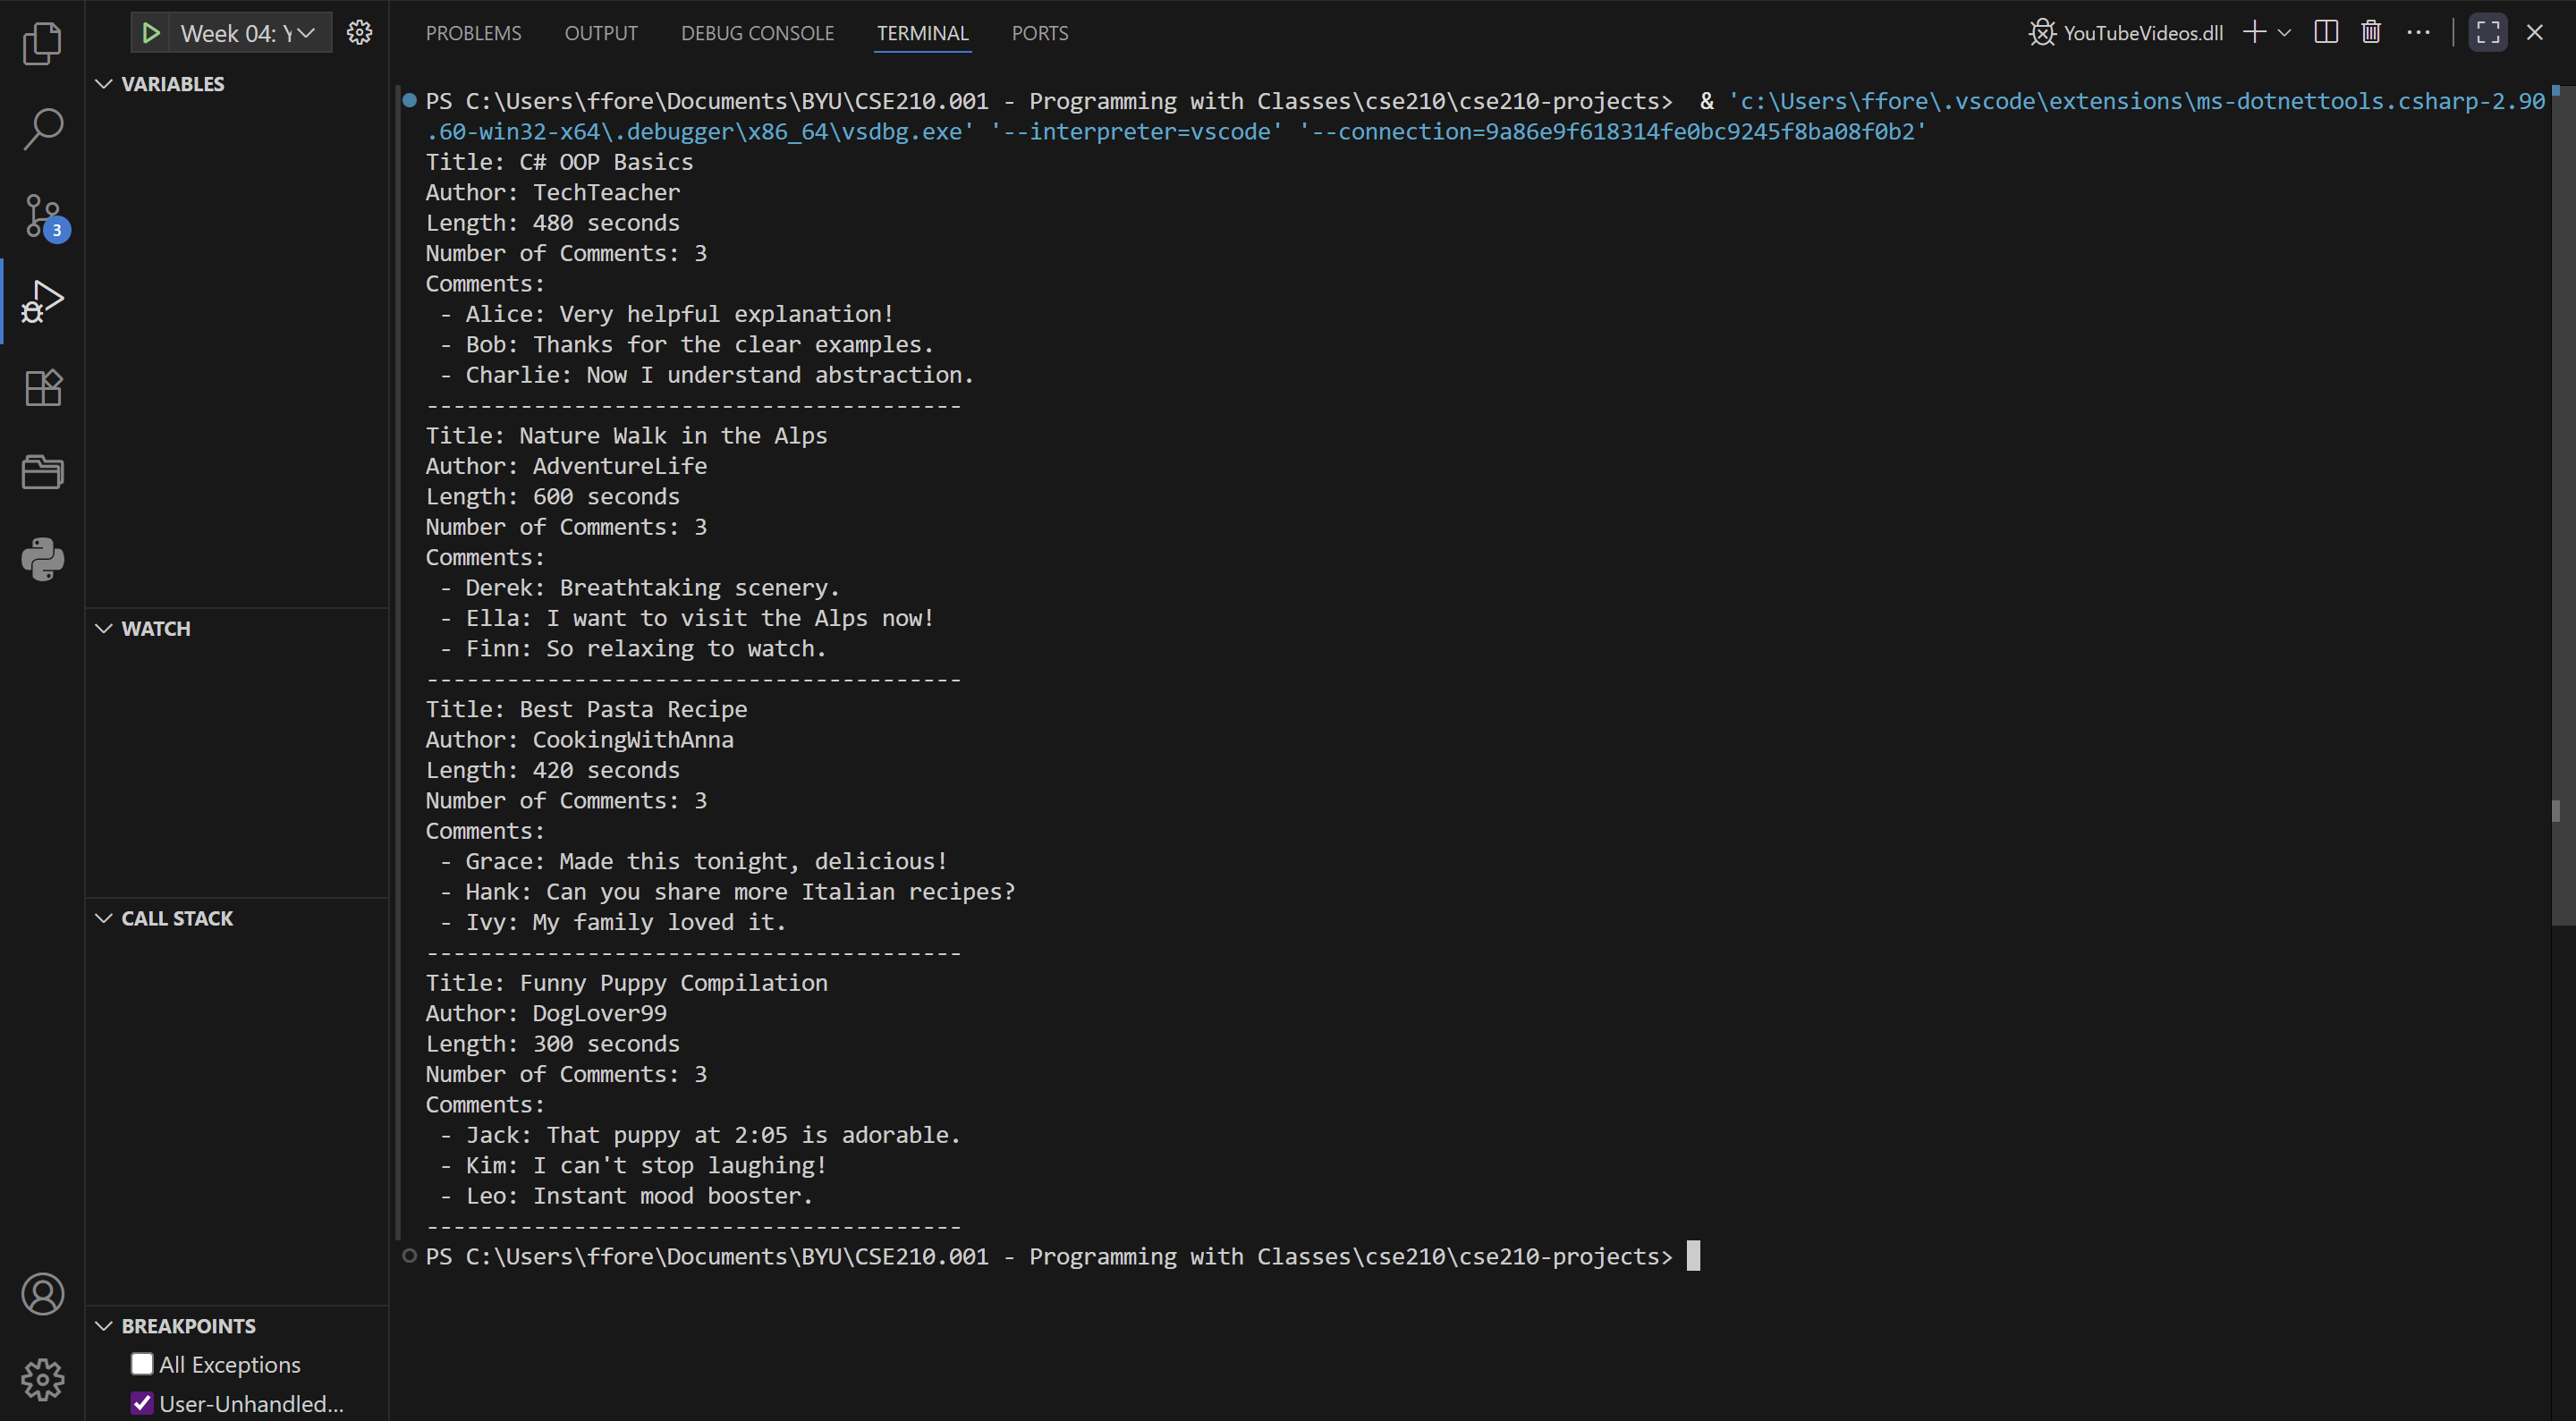 Week 04: Y
PROBLEMS
OUTPUT
DEBUG CONSOLE
TERMINAL
PORTS
YouTubeVideos.dll
VARIABLES
3
WATCH
CALL STACK
BREAKPOINTS
All Exceptions
User-Unhandled...
PS C:\Users\ffore\Documents\BYU\CSE210.001 - Programming with Classes\cse210\cse210-projects>  & 'c:\Users\ffore\.vscode\extensions\ms-dotnettools.csharp-2.90
.60-win32-x64\.debugger\x86_64\vsdbg.exe' '--interpreter=vscode' '--connection=9a86e9f618314fe0bc9245f8ba08f0b2'
Title: C# OOP Basics
Author: TechTeacher
Length: 480 seconds
Number of Comments: 3
Comments:
 - Alice: Very helpful explanation!
 - Bob: Thanks for the clear examples.
 - Charlie: Now I understand abstraction.
----------------------------------------
Title: Nature Walk in the Alps
Author: AdventureLife
Length: 600 seconds
Number of Comments: 3
Comments:
 - Derek: Breathtaking scenery.
 - Ella: I want to visit the Alps now!
 - Finn: So relaxing to watch.
----------------------------------------
Title: Best Pasta Recipe
Author: CookingWithAnna
Length: 420 seconds
Number of Comments: 3
Comments:
 - Grace: Made this tonight, delicious!
 - Hank: Can you share more Italian recipes?
 - Ivy: My family loved it.
----------------------------------------
Title: Funny Puppy Compilation
Author: DogLover99
Length: 300 seconds
Number of Comments: 3
Comments:
 - Jack: That puppy at 2:05 is adorable.
 - Kim: I can't stop laughing!
 - Leo: Instant mood booster.
----------------------------------------
PS C:\Users\ffore\Documents\BYU\CSE210.001 - Programming with Classes\cse210\cse210-projects>